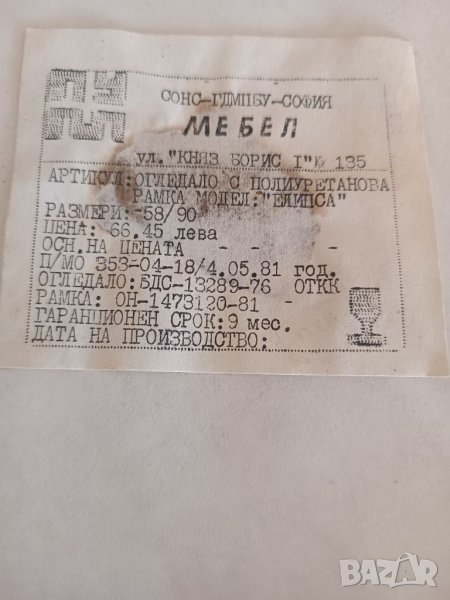 СОНС-ГДМПБУ-СОФИЯ
МЕБЕЛ
ул."КНЯЗ БОРИС I"№ 135
АРТИКУЛ:ОГЛЕДАЛО С ПОЛИУРЕТАНОВА
РАМКА МОДЕЛ:"ЕЛИПСА"
РАЗМЕРИ:-58/90
ЦЕНА: 66.45 лева
ОСН.НА ЦЕНАТА - - -
П/МО 353-04-18/4.05.81 год.
ОГЛЕДАЛО:БДС-13289-76 ОТКК
РАМКА: ОН-1473120-81 -
ГАРАНЦИОНЕН СРОК:9 мес.
ДАТА НА ПРОИЗВОДСТВО:
BAZAR